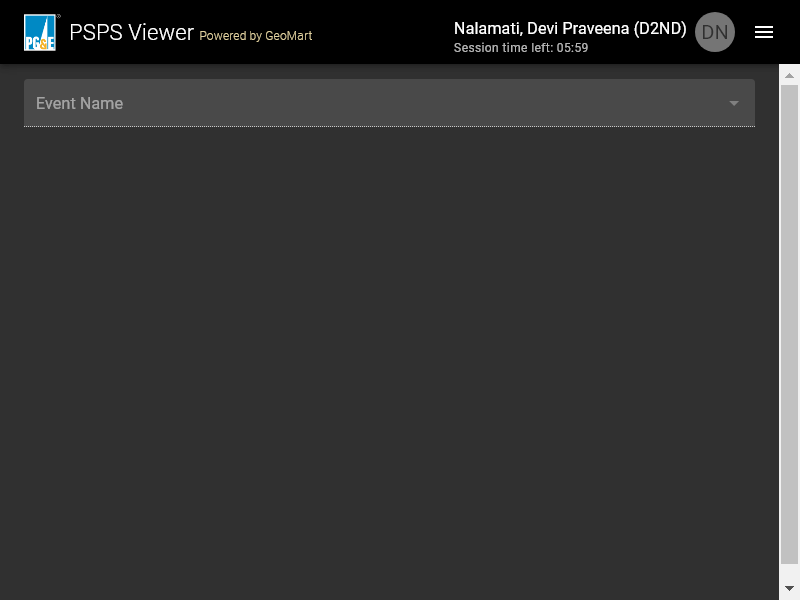 PG&E
PSPS Viewer Powered by GeoMart
Nalamati, Devi Praveena (D2ND)
Session time left: 05:59
DN
Event Name